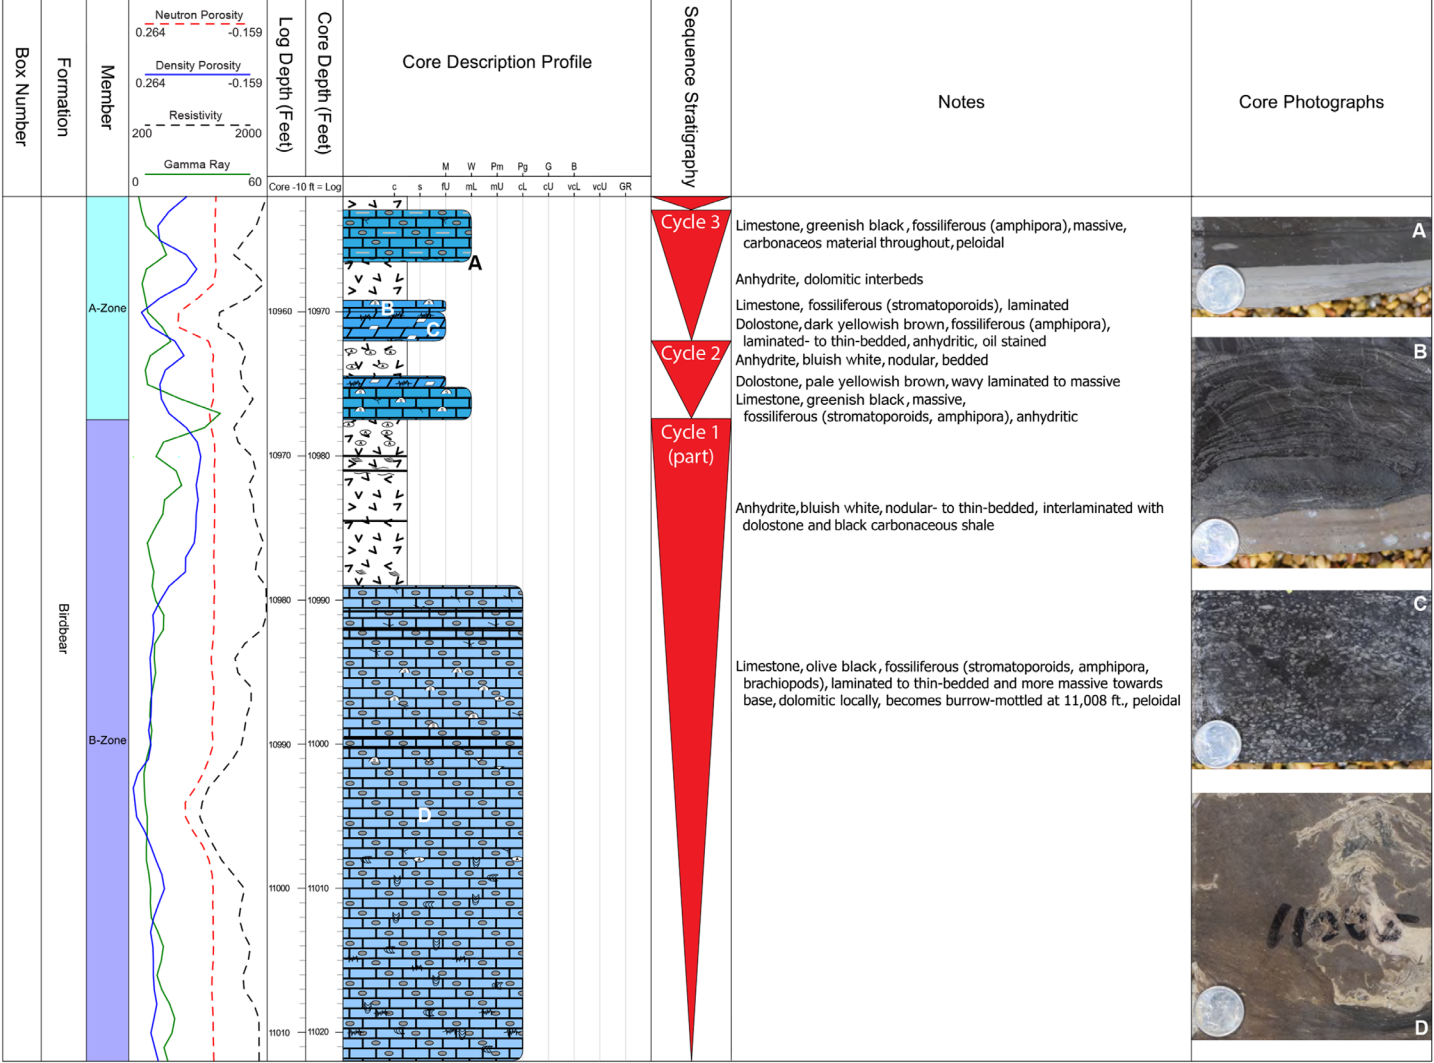 Box Number
Formation
Member
Neutron Porosity
0.264 -0.159
Density Porosity
0.264 -0.159
Resistivity
200 2000
Gamma Ray
0 60
Log Depth (Feet)
Core Depth (Feet)
Core -10 ft = Log
Core Description Profile
M W Pm Pg G B
c s fU mL mU cL cU vcL vcU GR
Sequence Stratigraphy
Notes
Core Photographs
Birdbear
A-Zone
B-Zone
10960 10970
10970 10980
10980 10990
10990 11000
11000 11010
11010 11020
A
B
C
D
Cycle 3
Cycle 2
Cycle 1
(part)
Limestone, greenish black, fossiliferous (amphipora), massive,
carbonaceos material throughout, peloidal
Anhydrite, dolomitic interbeds
Limestone, fossiliferous (stromatoporoids), laminated
Dolostone, dark yellowish brown, fossiliferous (amphipora),
laminated- to thin-bedded, anhydritic, oil stained
Anhydrite, bluish white, nodular, bedded
Dolostone, pale yellowish brown, wavy laminated to massive
Limestone, greenish black, massive,
fossiliferous (stromatoporoids, amphipora), anhydritic
Anhydrite, bluish white, nodular- to thin-bedded, interlaminated with
dolostone and black carbonaceous shale
Limestone, olive black, fossiliferous (stromatoporoids, amphipora,
brachiopods), laminated to thin-bedded and more massive towards
base, dolomitic locally, becomes burrow-mottled at 11,008 ft., peloidal
A
B
C
D